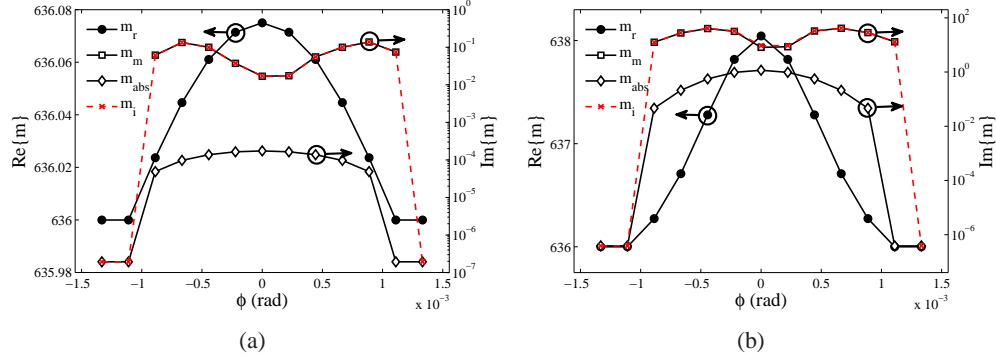 636.08
636.06
636.04
636.02
636
635.98
Re{m}
m_r
m_m
m_abs
m_i
10^0
10^-1
10^-2
10^-3
10^-4
10^-5
10^-6
10^-7
Im{m}
−1.5 −1 −0.5 0 0.5 1 1.5
x 10^-3
ϕ (rad)
(a)
638
637
636
Re{m}
m_r
m_m
m_abs
m_i
10^2
10^0
10^-2
10^-4
10^-6
Im{m}
−1.5 −1 −0.5 0 0.5 1 1.5
x 10^-3
ϕ (rad)
(b)